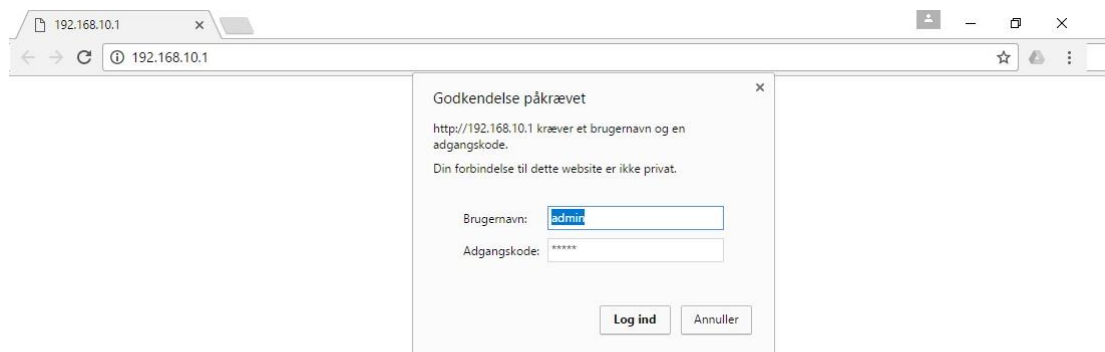 192.168.10.1
192.168.10.1
Godkendelse påkrævet
http://192.168.10.1 kræver et brugernavn og en
adgangskode.
Din forbindelse til dette website er ikke privat.
Brugernavn: admin
Adgangskode: *****
Log ind Annuller